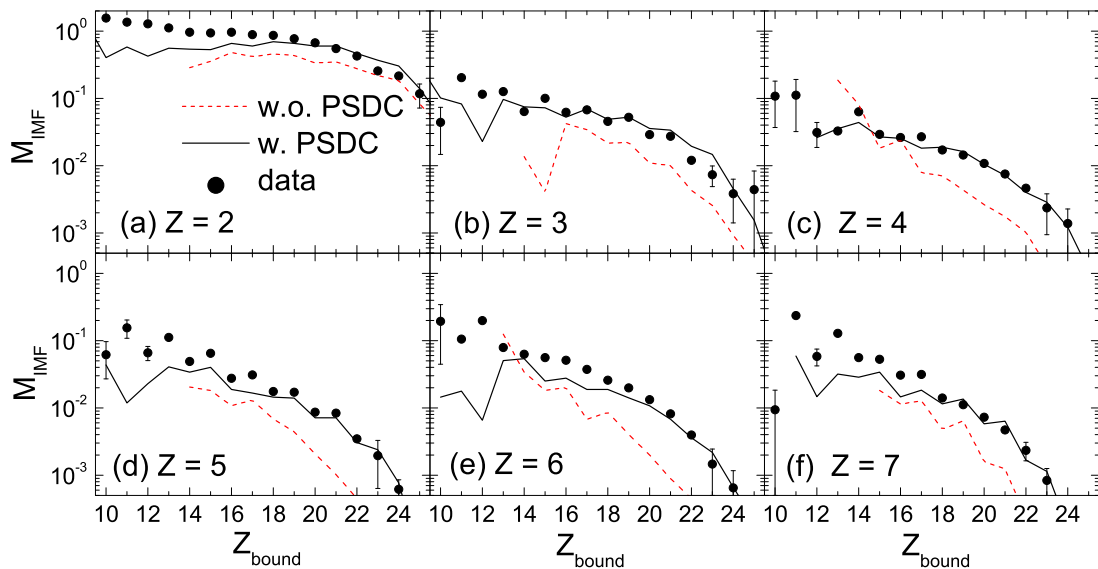 10^0
10^-1
10^-2
10^-3
M_IMF
w.o. PSDC
w. PSDC
data
(a) Z = 2
(b) Z = 3
(c) Z = 4
10^0
10^-1
10^-2
10^-3
M_IMF
(d) Z = 5
(e) Z = 6
(f) Z = 7
10 12 14 16 18 20 22 24 10 12 14 16 18 20 22 24 10 12 14 16 18 20 22 24
Z_bound Z_bound Z_bound